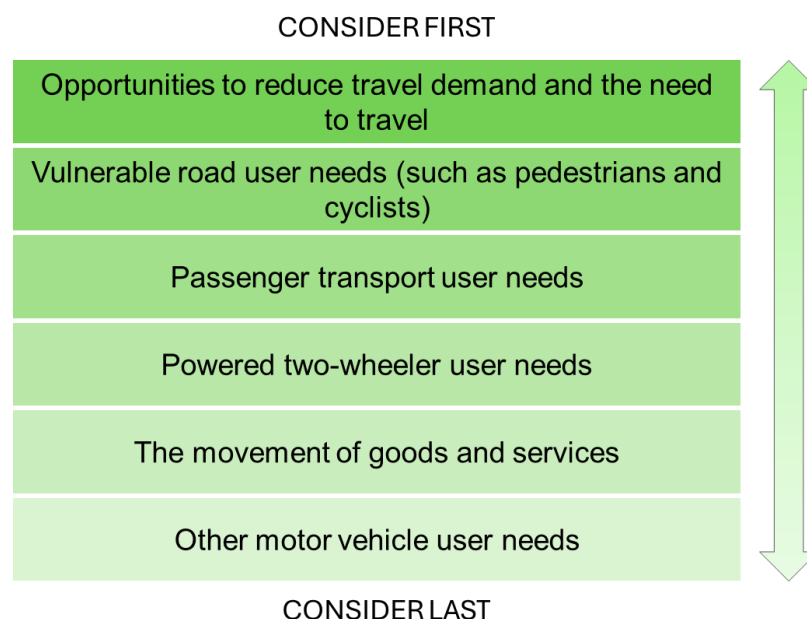 CONSIDER FIRST
Opportunities to reduce travel demand and the need
to travel
Vulnerable road user needs (such as pedestrians and
cyclists)
Passenger transport user needs
Powered two-wheeler user needs
The movement of goods and services
Other motor vehicle user needs
CONSIDER LAST